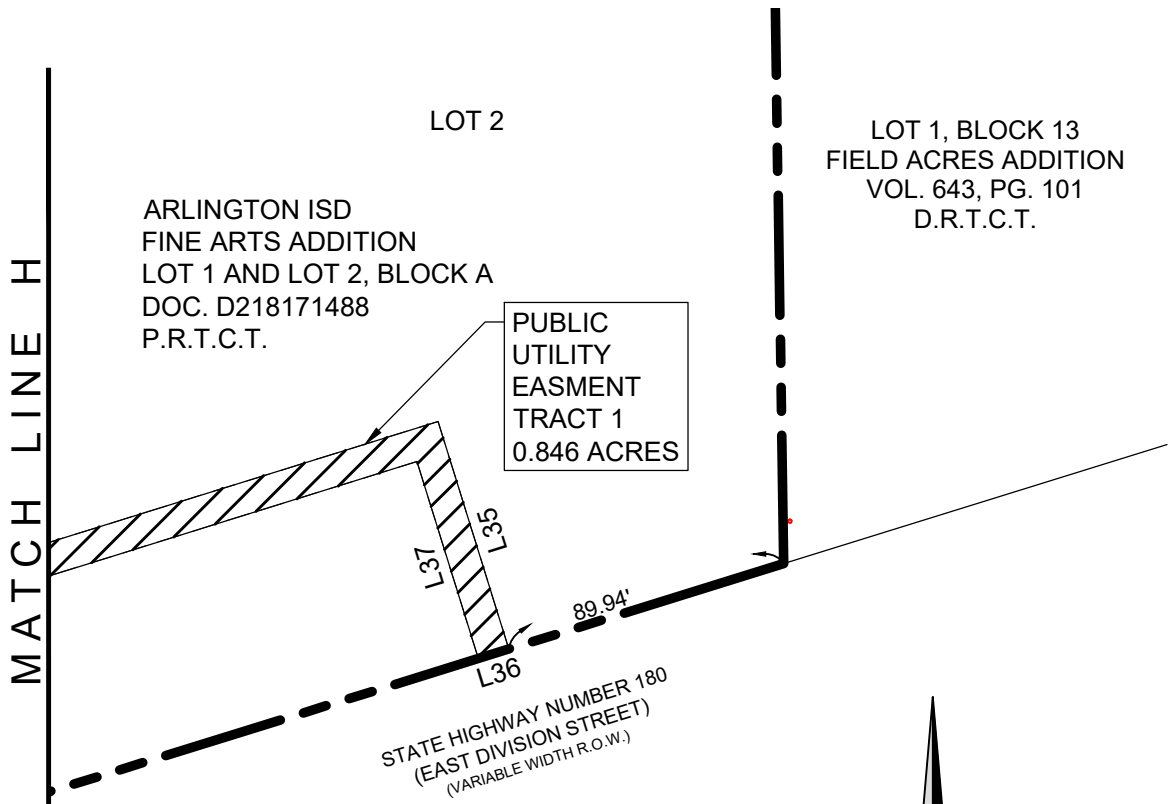 LOT 2
LOT 1, BLOCK 13
FIELD ACRES ADDITION
VOL. 643, PG. 101
D.R.T.C.T.
ARLINGTON ISD
FINE ARTS ADDITION
LOT 1 AND LOT 2, BLOCK A
DOC. D218171488
P.R.T.C.T.
MATCH LINE H
PUBLIC
UTILITY
EASMENT
TRACT 1
0.846 ACRES
L35
L37
89.94'
L36
STATE HIGHWAY NUMBER 180
(EAST DIVISION STREET)
(VARIABLE WIDTH R.O.W.)